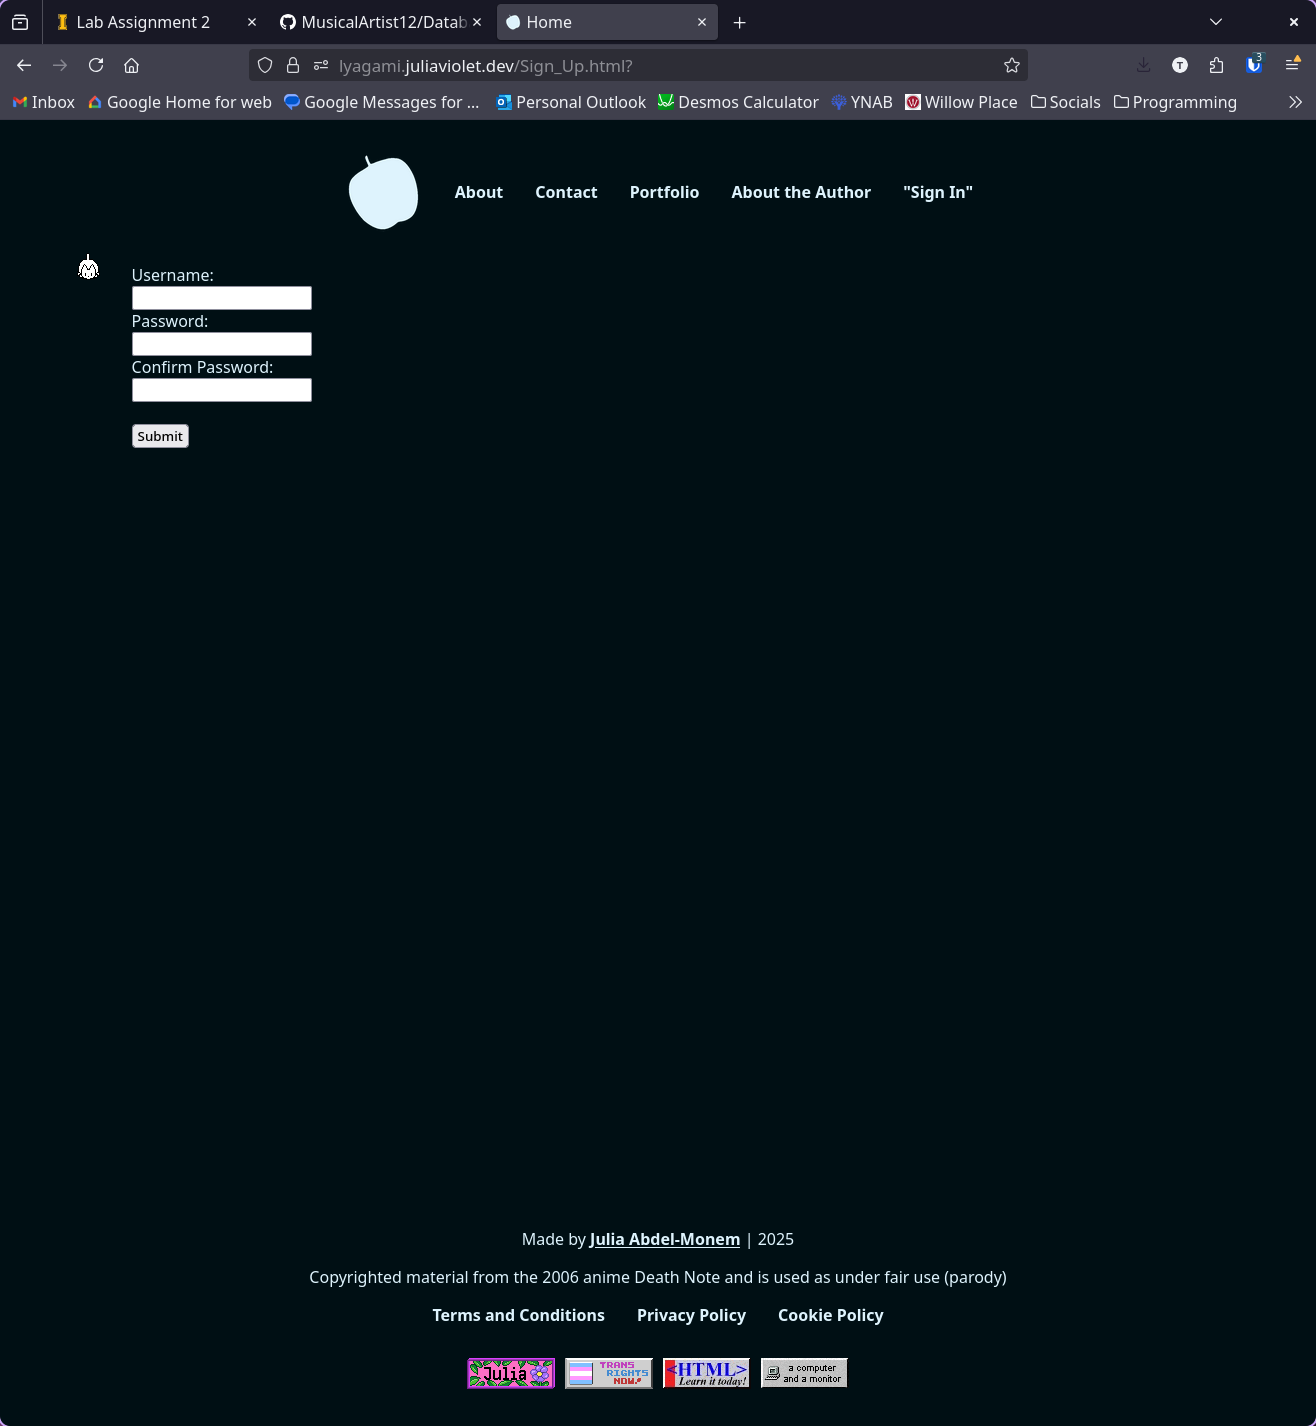 Lab Assignment 2
MusicalArtist12/Datab
Home
lyagami.juliaviolet.dev/Sign_Up.html?
T
3
Inbox
Google Home for web
Google Messages for ...
Personal Outlook
Desmos Calculator
YNAB
Willow Place
Socials
Programming
About
Contact
Portfolio
About the Author
"Sign In"
Username:
Password:
Confirm Password:
Submit
Made by Julia Abdel-Monem | 2025
Copyrighted material from the 2006 anime Death Note and is used as under fair use (parody)
Terms and Conditions
Privacy Policy
Cookie Policy
Julia
TRANS
RIGHTS
NOW!
<HTML>
Learn it today!
a computer
and a monitor